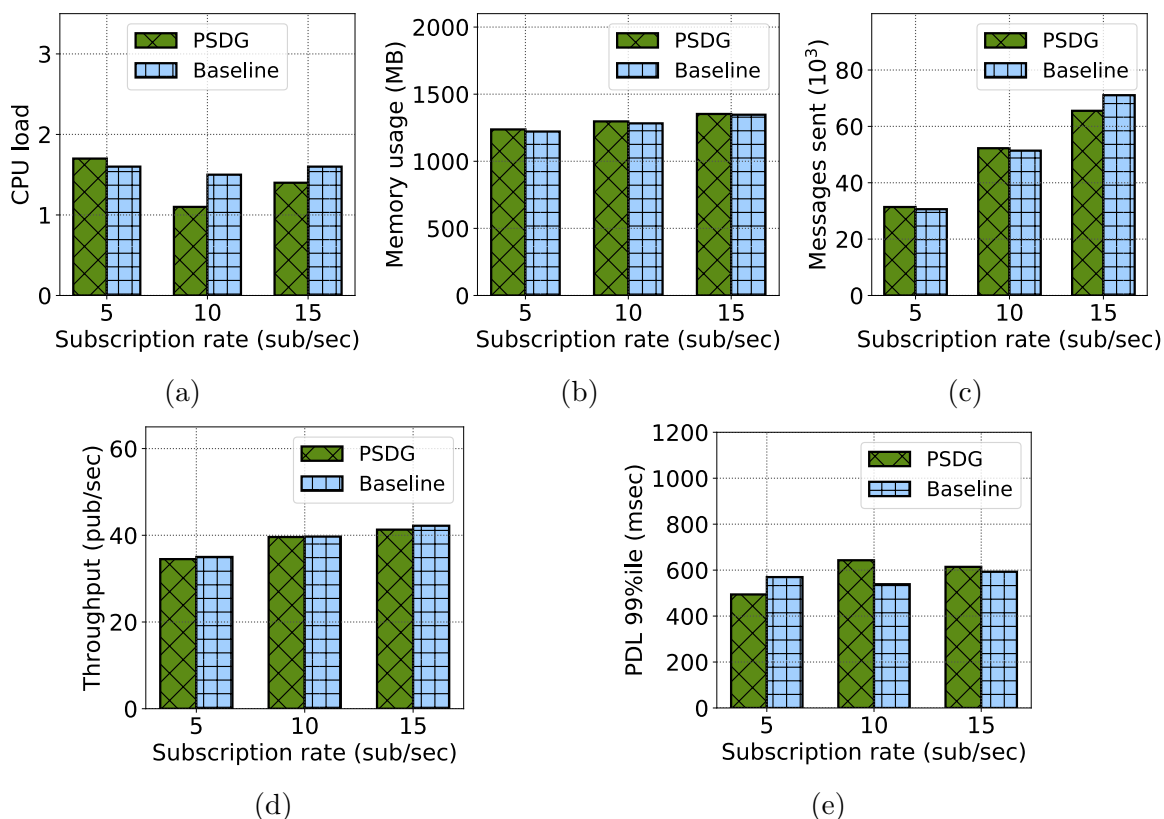 CPU load
3
2
1
0
PSDG
Baseline
5 10 15
Subscription rate (sub/sec)
(a)
Memory usage (MB)
2000
1500
1000
500
0
PSDG
Baseline
5 10 15
Subscription rate (sub/sec)
(b)
Messages sent (10³)
80
60
40
20
0
PSDG
Baseline
5 10 15
Subscription rate (sub/sec)
(c)
Throughput (pub/sec)
60
40
20
0
PSDG
Baseline
5 10 15
Subscription rate (sub/sec)
(d)
PDL 99%ile (msec)
1200
1000
800
600
400
200
0
PSDG
Baseline
5 10 15
Subscription rate (sub/sec)
(e)